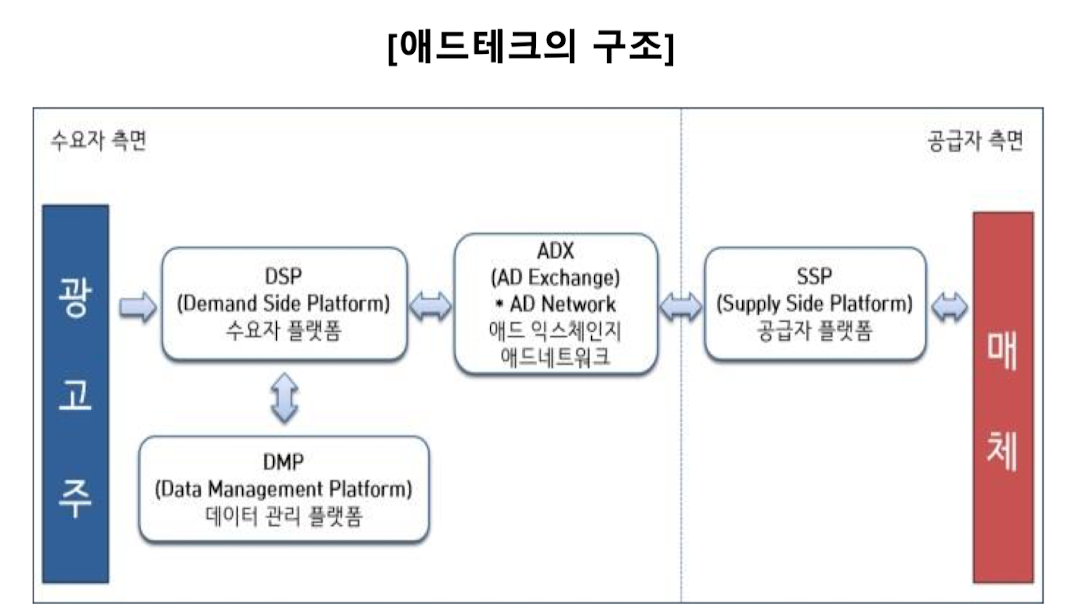 [애드테크의 구조]
수요자 측면
공급자 측면
광
고
주
DSP
(Demand Side Platform)
수요자 플랫폼
ADX
(AD Exchange)
* AD Network
애드 익스체인지
애드네트워크
SSP
(Supply Side Platform)
공급자 플랫폼
매
체
DMP
(Data Management Platform)
데이터 관리 플랫폼